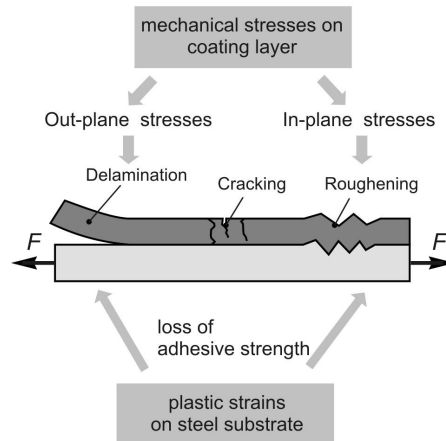 mechanical stresses on
coating layer
Out-plane stresses
In-plane stresses
Delamination
Cracking
Roughening
F
F
loss of
adhesive strength
plastic strains
on steel substrate